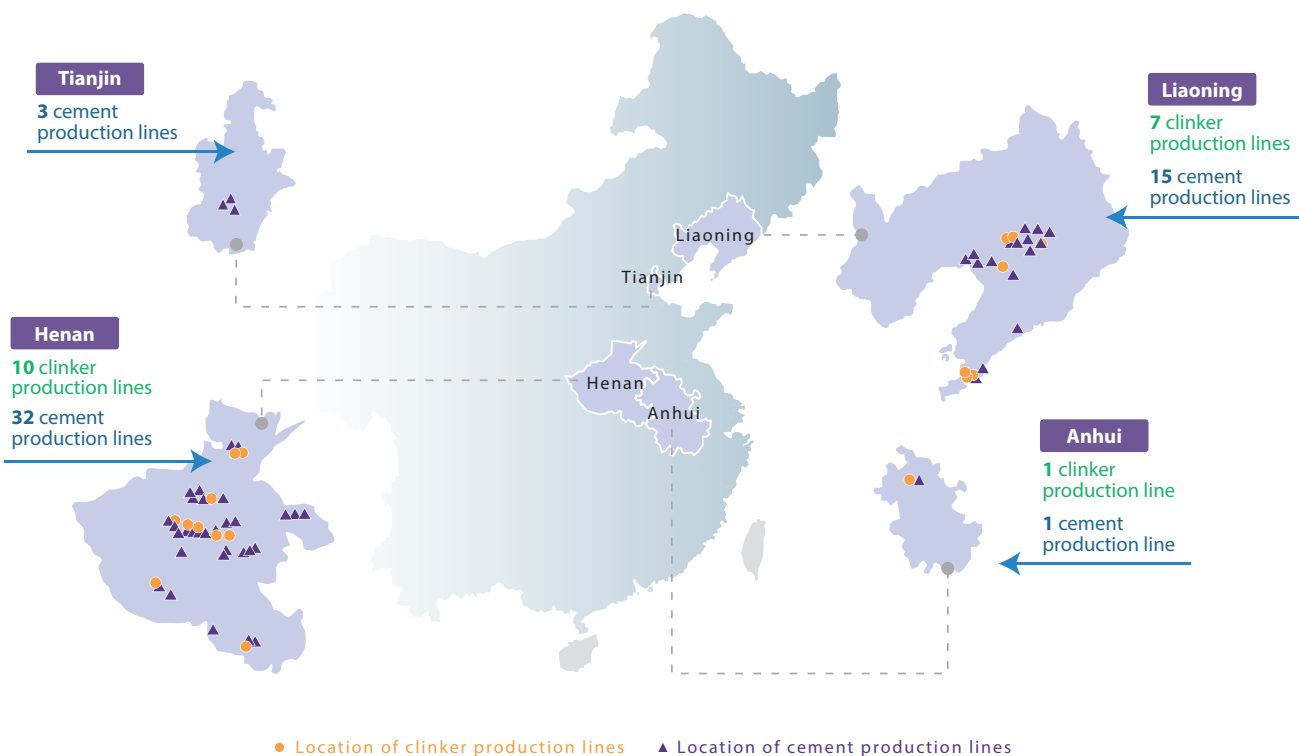 Tianjin
3 cement
production lines
Liaoning
7 clinker
production lines
15 cement
production lines
Liaoning
Tianjin
Henan
10 clinker
production lines
32 cement
production lines
Henan
Anhui
Anhui
1 clinker
production line
1 cement
production line
Location of clinker production lines
Location of cement production lines